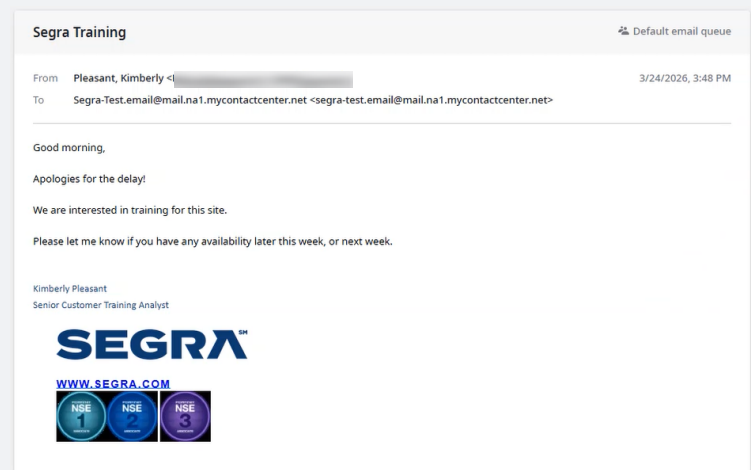 Segra Training
Default email queue
From Pleasant, Kimberly <
3/24/2026, 3:48 PM
To Segra-Test.email@mail.na1.mycontactcenter.net <segra-test.email@mail.na1.mycontactcenter.net>
Good morning,
Apologies for the delay!
We are interested in training for this site.
Please let me know if you have any availability later this week, or next week.
Kimberly Pleasant
Senior Customer Training Analyst
SEGRA℠
WWW.SEGRA.COM
NSE NSE NSE
1 2 3